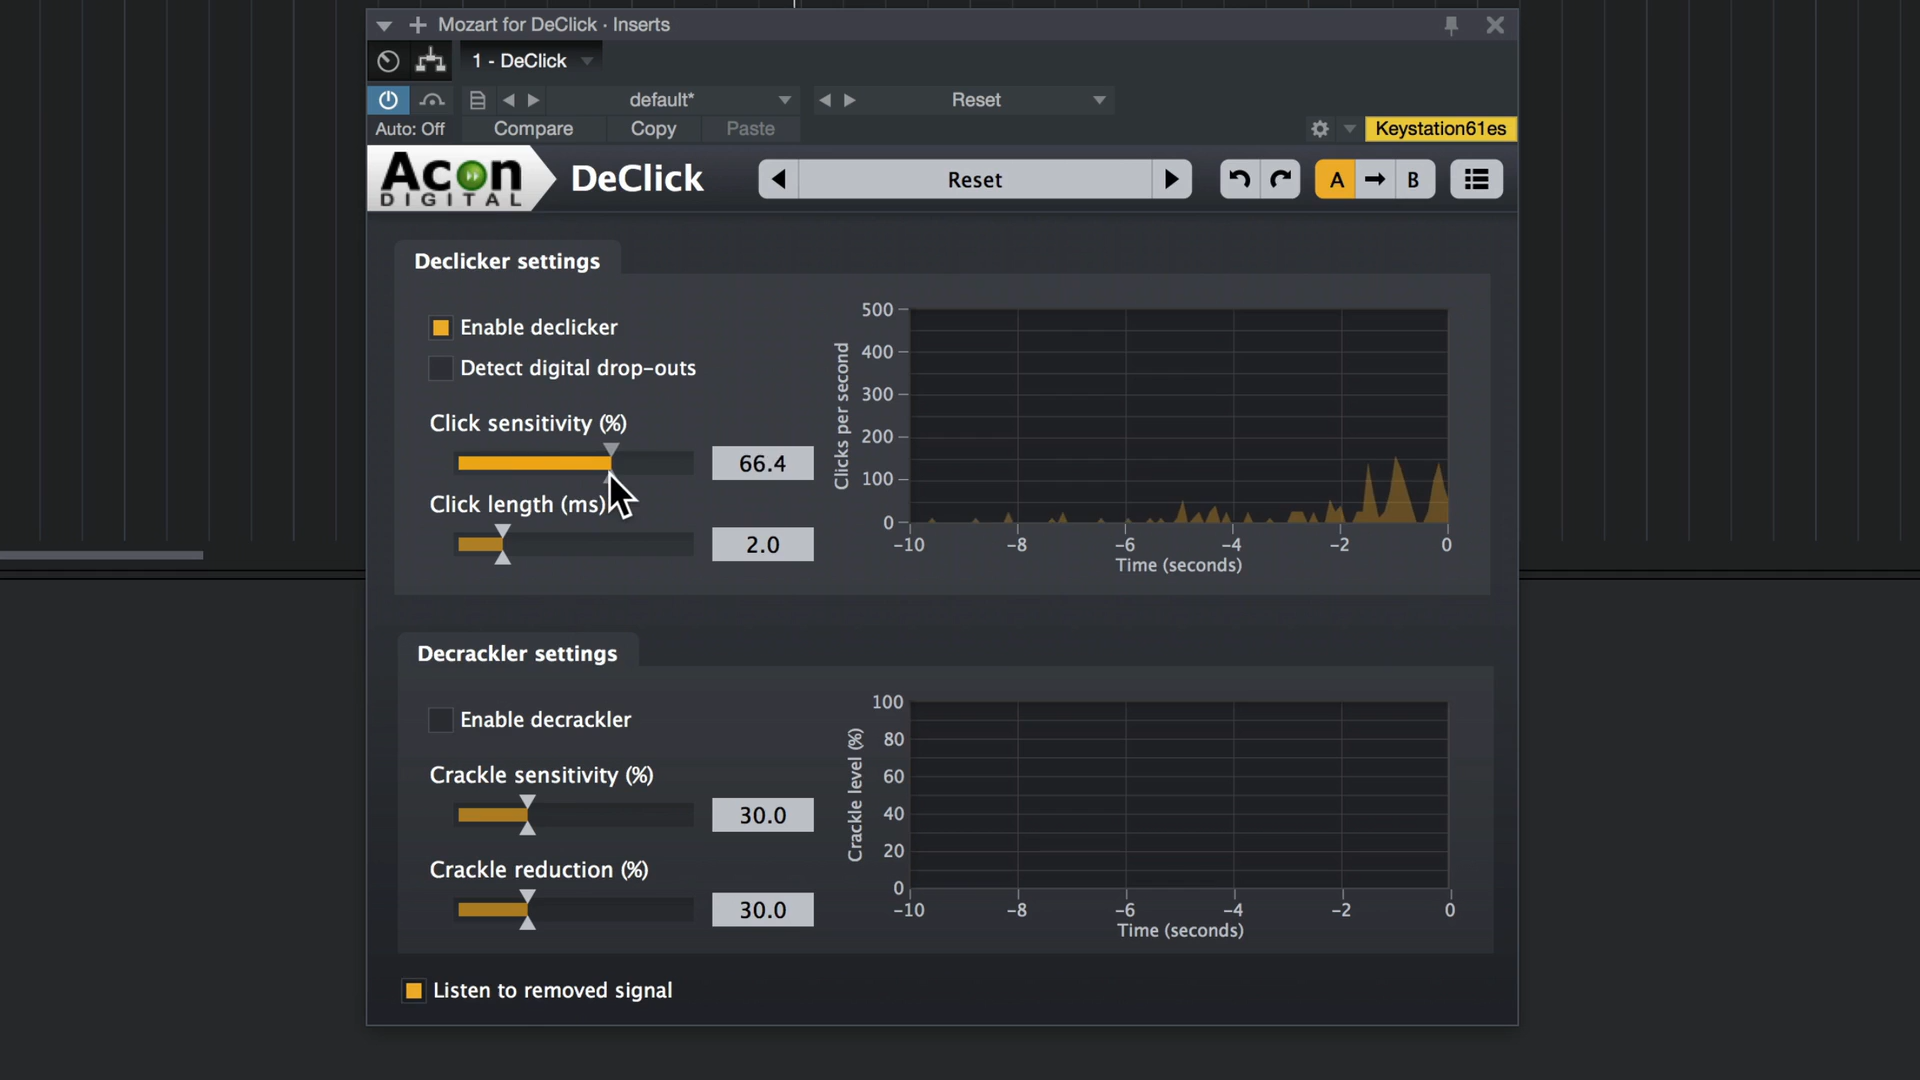 Mozart for DeClick · Inserts
1 - DeClick
default*
Reset
Auto: Off
Compare
Copy
Paste
Keystation61es
Acon
DIGITAL
DeClick
Reset
A
B
Declicker settings
Enable declicker
Detect digital drop-outs
Click sensitivity (%)
66.4
Click length (ms)
2.0
Clicks per second
500
400
300
200
100
0
-10
-8
-6
-4
-2
0
Time (seconds)
Decrackler settings
Enable decrackler
Crackle sensitivity (%)
30.0
Crackle reduction (%)
30.0
Crackle level (%)
100
80
60
40
20
0
-10
-8
-6
-4
-2
0
Time (seconds)
Listen to removed signal